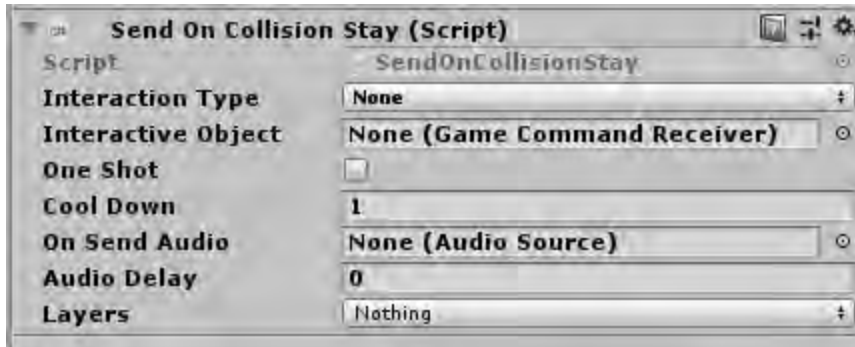 Send On Collision Stay (Script)
Script SendOnCollisionStay
Interaction Type None
Interactive Object None (Game Command Receiver)
One Shot
Cool Down 1
On Send Audio None (Audio Source)
Audio Delay 0
Layers Nothing